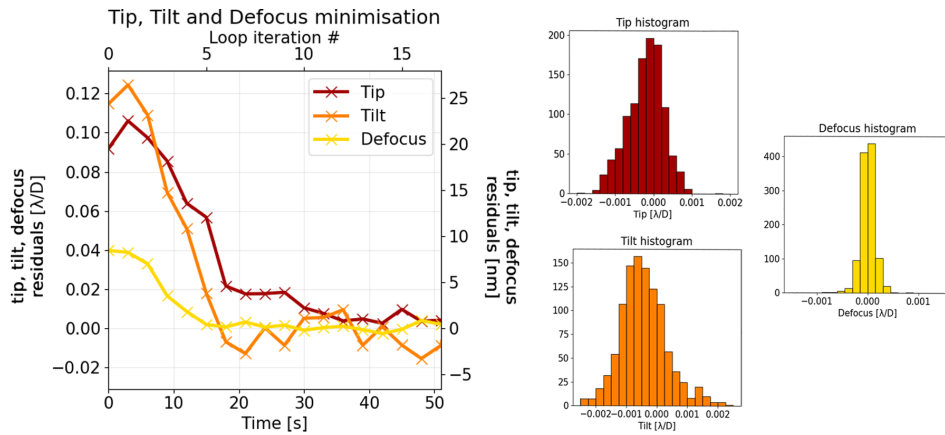 Tip, Tilt and Defocus minimisation
Loop iteration #
0 5 10 15
Tip
Tilt
Defocus
0.12
0.10
0.08
0.06
0.04
0.02
0.00
−0.02
25
20
15
10
5
0
−5
tip, tilt, defocus
residuals [λ/D]
tip, tilt, defocus
residuals [nm]
0 10 20 30 40 50
Time [s]
Tip histogram
200
150
100
50
0
−0.002 −0.001 0.000 0.001 0.002
Tip [λ/D]
Tilt histogram
150
125
100
75
50
25
0
−0.002 −0.001 0.000 0.001 0.002
Tilt [λ/D]
Defocus histogram
400
300
200
100
0
−0.001 0.000 0.001
Defocus [λ/D]